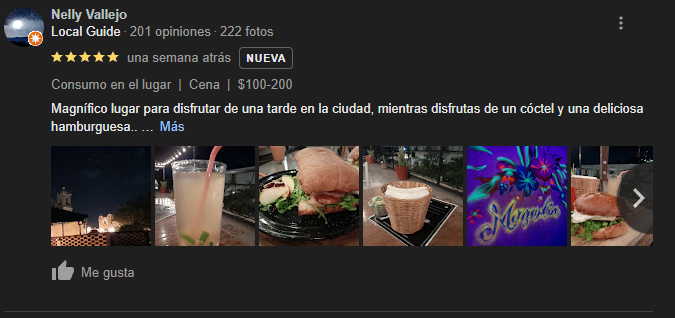 Nelly Vallejo
Local Guide · 201 opiniones · 222 fotos
una semana atrás NUEVA
Consumo en el lugar | Cena | $100-200
Magnífico lugar para disfrutar de una tarde en la ciudad, mientras disfrutas de un cóctel y una deliciosa
hamburguesa.. ... Más
Me gusta